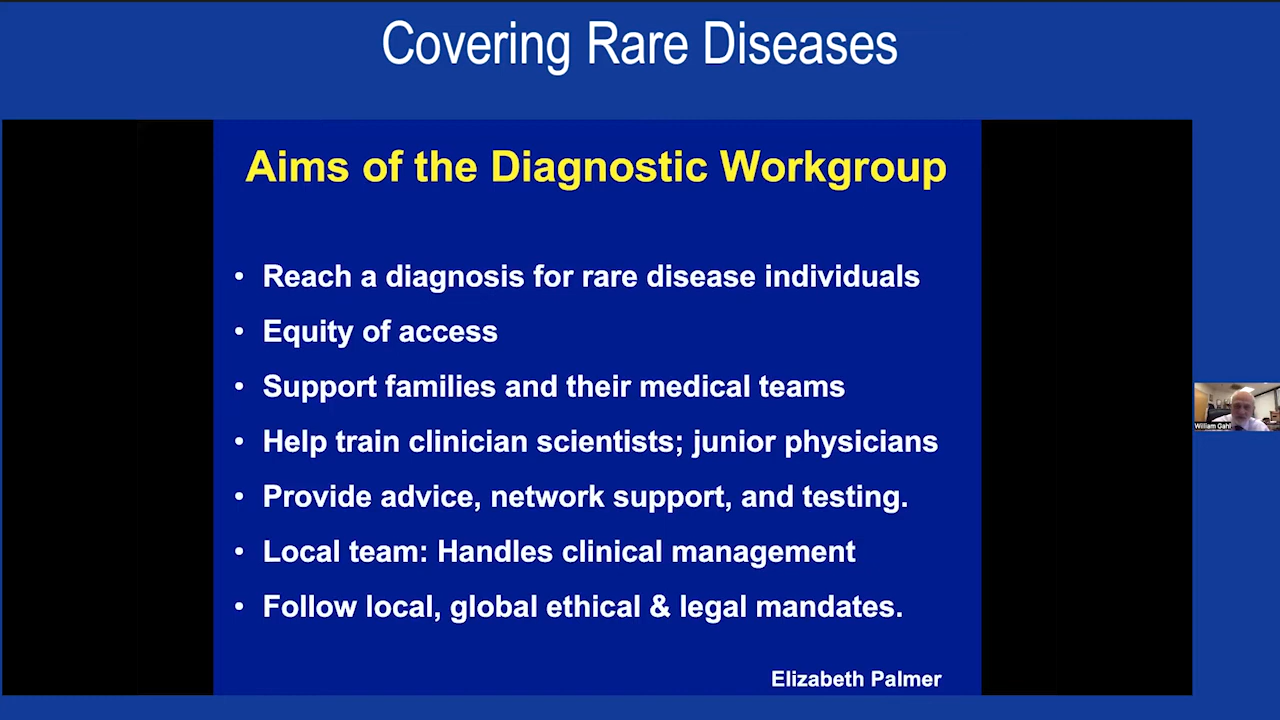 Covering Rare Diseases
Aims of the Diagnostic Workgroup
• Reach a diagnosis for rare disease individuals
• Equity of access
• Support families and their medical teams
• Help train clinician scientists; junior physicians
• Provide advice, network support, and testing.
• Local team: Handles clinical management
• Follow local, global ethical & legal mandates.
Elizabeth Palmer
William Gahl